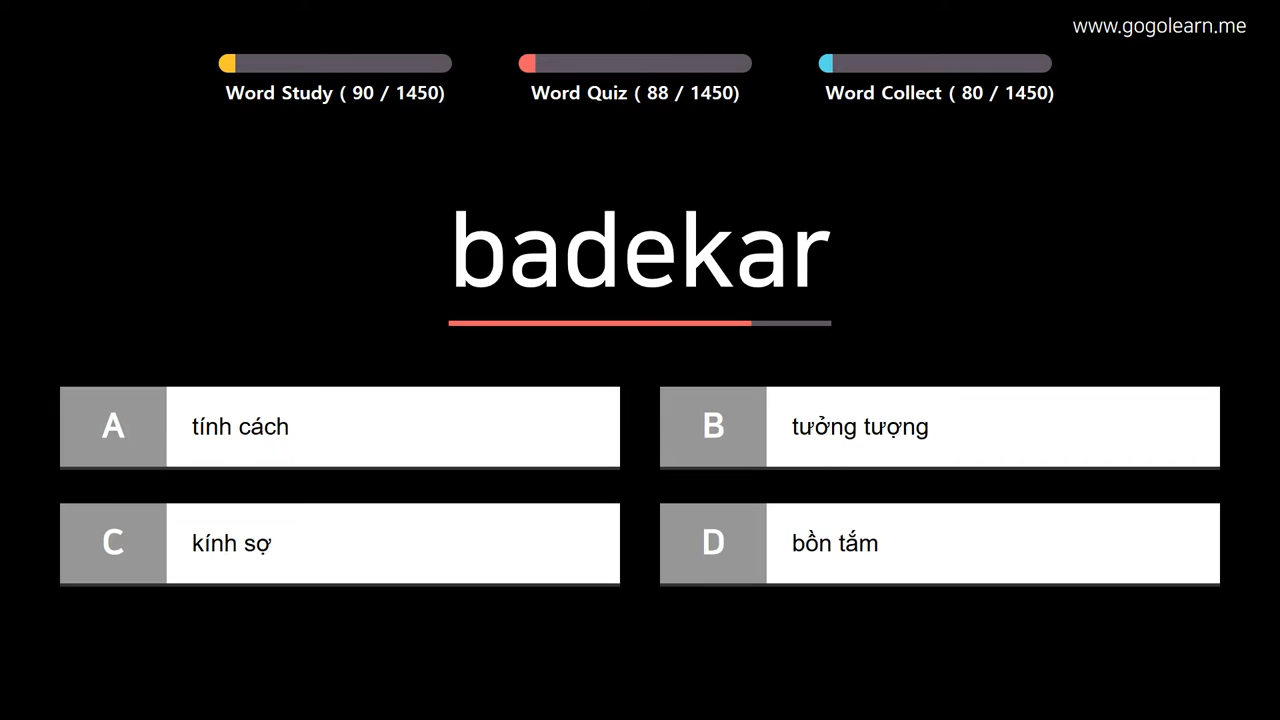 www.gogolearn.me
Word Study ( 90 / 1450)
Word Quiz ( 88 / 1450)
Word Collect ( 80 / 1450)
badekar
A
tính cách
B
tưởng tượng
C
kính sợ
D
bồn tắm